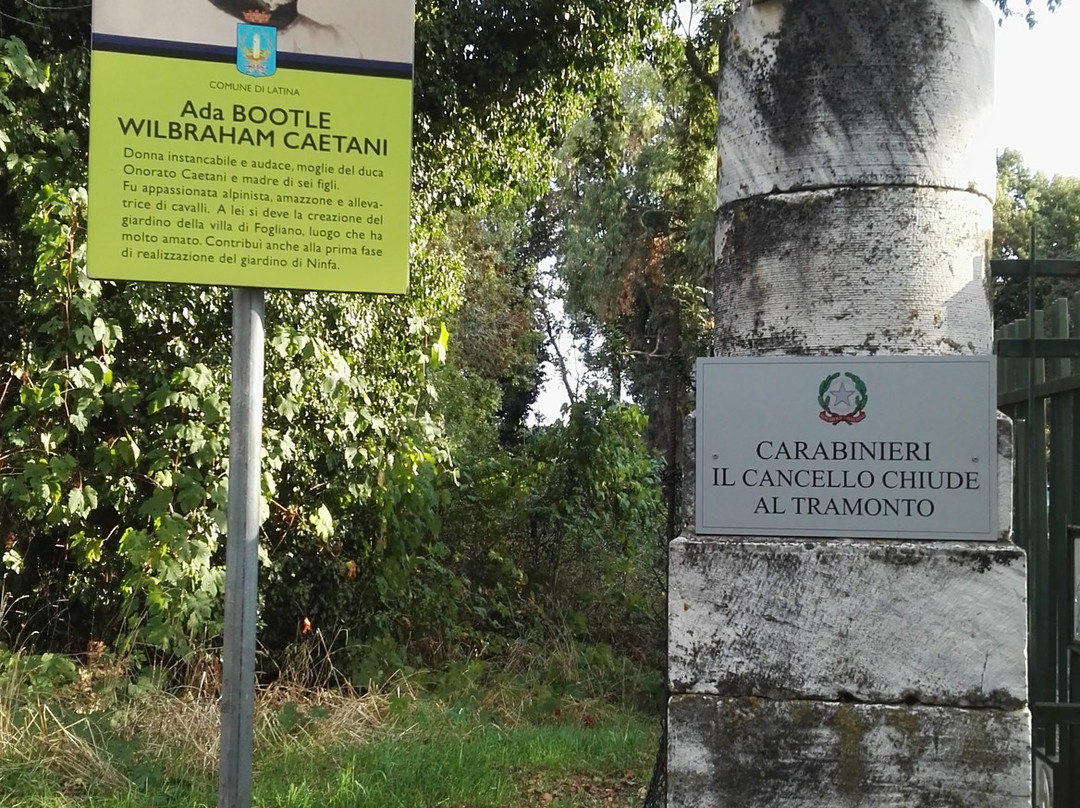 COMUNE DI LATINA
Ada BOOTLE
WILBRAHAM CAETANI
Donna instancabile e audace, moglie del duca
Onorato Caetani e madre di sei figli.
Fu appassionata alpinista, amazzone e alleva-
trice di cavalli. A lei si deve la creazione del
giardino della villa di Fogliano, luogo che ha
molto amato. Contribuì anche alla prima fase
di realizzazione del giardino di Ninfa.
CARABINIERI
IL CANCELLO CHIUDE
AL TRAMONTO